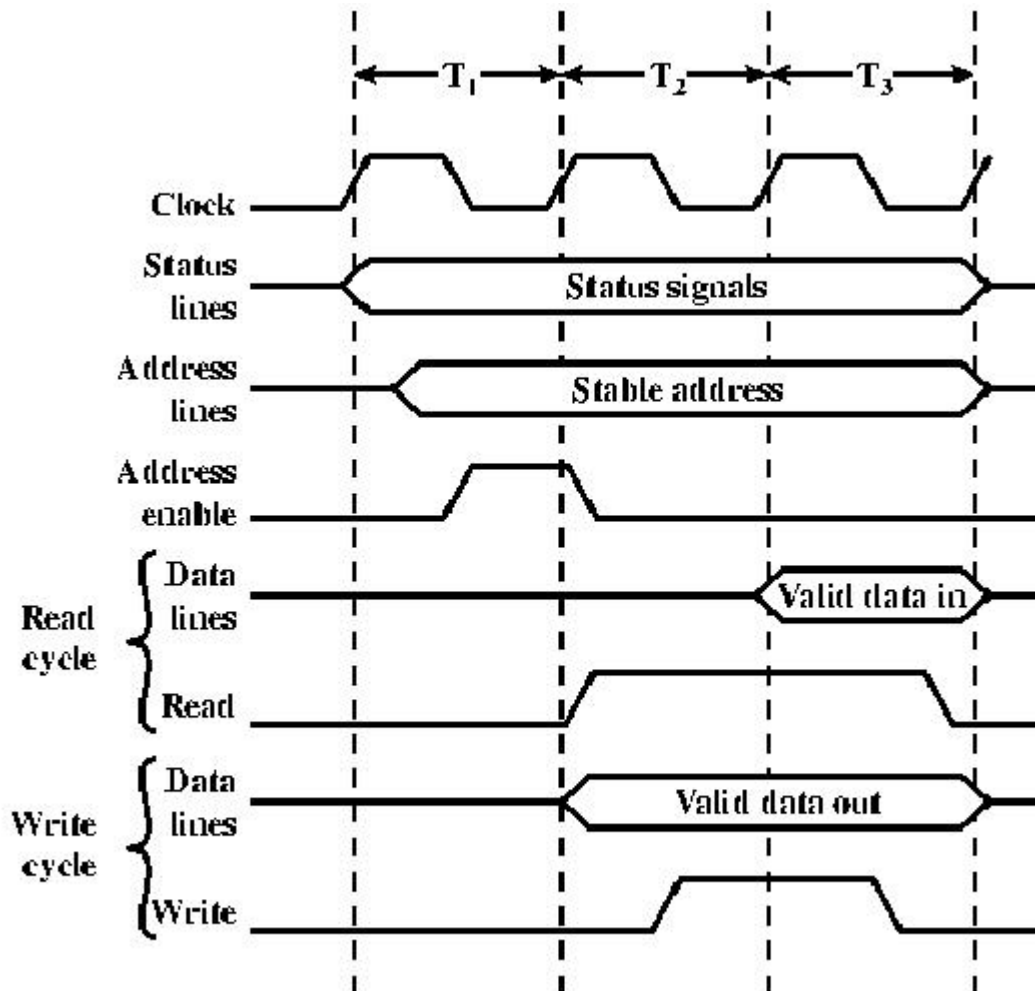 T1 T2 T3
Clock
Status
lines
Status signals
Address
lines
Stable address
Address
enable
Read
cycle
Data
lines
Valid data in
Read
Write
cycle
Data
lines
Valid data out
Write